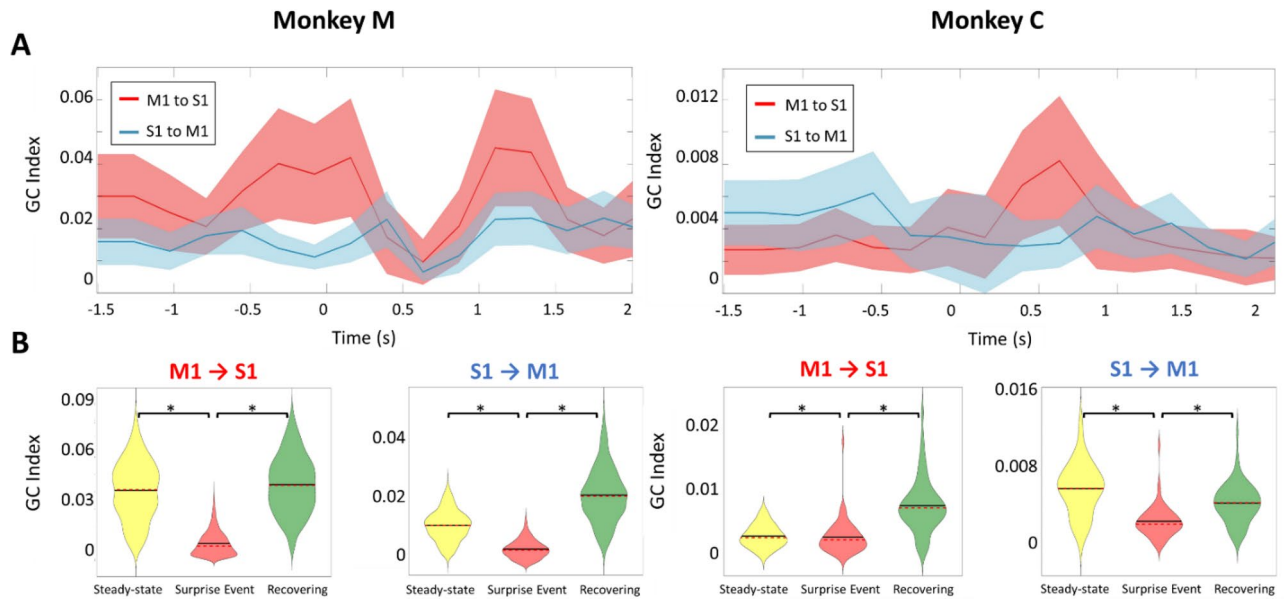 Monkey M
Monkey C
A
GC Index
0.06
0.04
0.02
0
M1 to S1
S1 to M1
-1.5
-1
-0.5
0
0.5
1
1.5
2
Time (s)
GC Index
0.012
0.008
0.004
0
M1 to S1
S1 to M1
-1.5
-1
-0.5
0
0.5
1
1.5
2
Time (s)
B
M1 → S1
GC Index
0.09
0.06
0.03
0
*
*
Steady-state Surprise Event Recovering
S1 → M1
0.04
0.02
0
*
*
Steady-state Surprise Event Recovering
M1 → S1
GC Index
0.02
0.01
0
*
*
Steady-state Surprise Event Recovering
S1 → M1
0.016
0.008
0
*
*
Steady-state Surprise Event Recovering